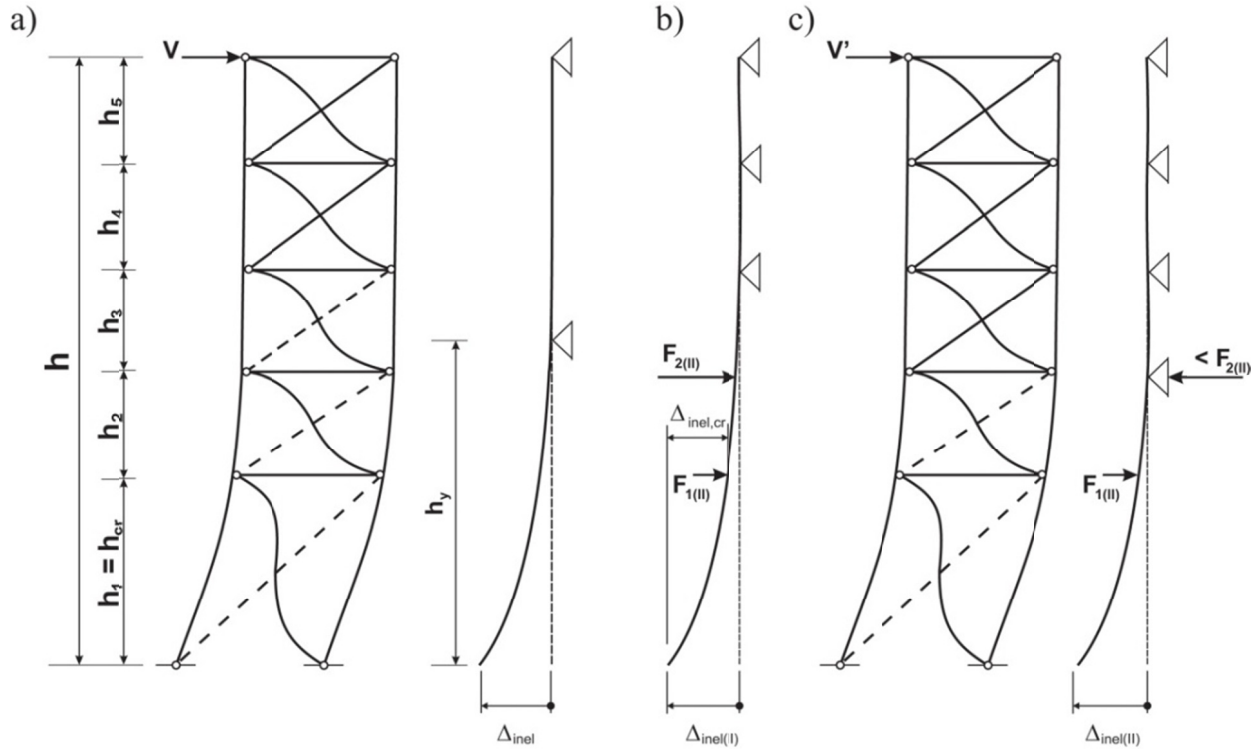 a)
V
h
h5
h4
h3
h2
h1 = hcr
hy
Δinel
b)
F2(II)
Δinel,cr
F1(II)
Δinel(I)
c)
V'
< F2(II)
F1(II)
Δinel(II)